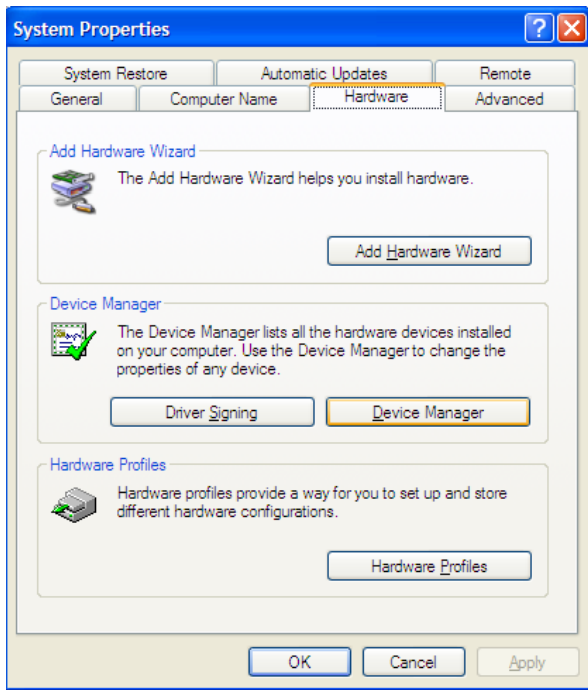 System Properties
System Restore
Automatic Updates
Remote
General
Computer Name
Hardware
Advanced
Add Hardware Wizard
The Add Hardware Wizard helps you install hardware.
Add Hardware Wizard
Device Manager
The Device Manager lists all the hardware devices installed
on your computer. Use the Device Manager to change the
properties of any device.
Driver Signing
Device Manager
Hardware Profiles
Hardware profiles provide a way for you to set up and store
different hardware configurations.
Hardware Profiles
OK
Cancel
Apply